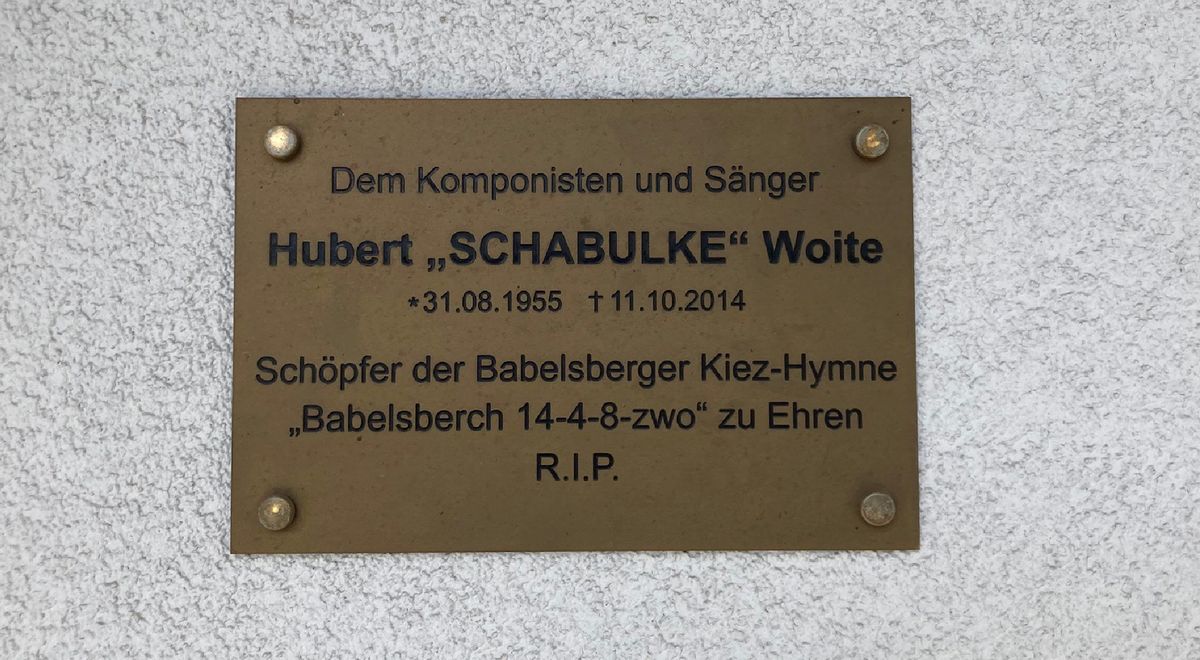 Dem Komponisten und Sänger
Hubert „SCHABULKE“ Woite
*31.08.1955 †11.10.2014
Schöpfer der Babelsberger Kiez-Hymne
„Babelsberch 14-4-8-zwo“ zu Ehren
R.I.P.